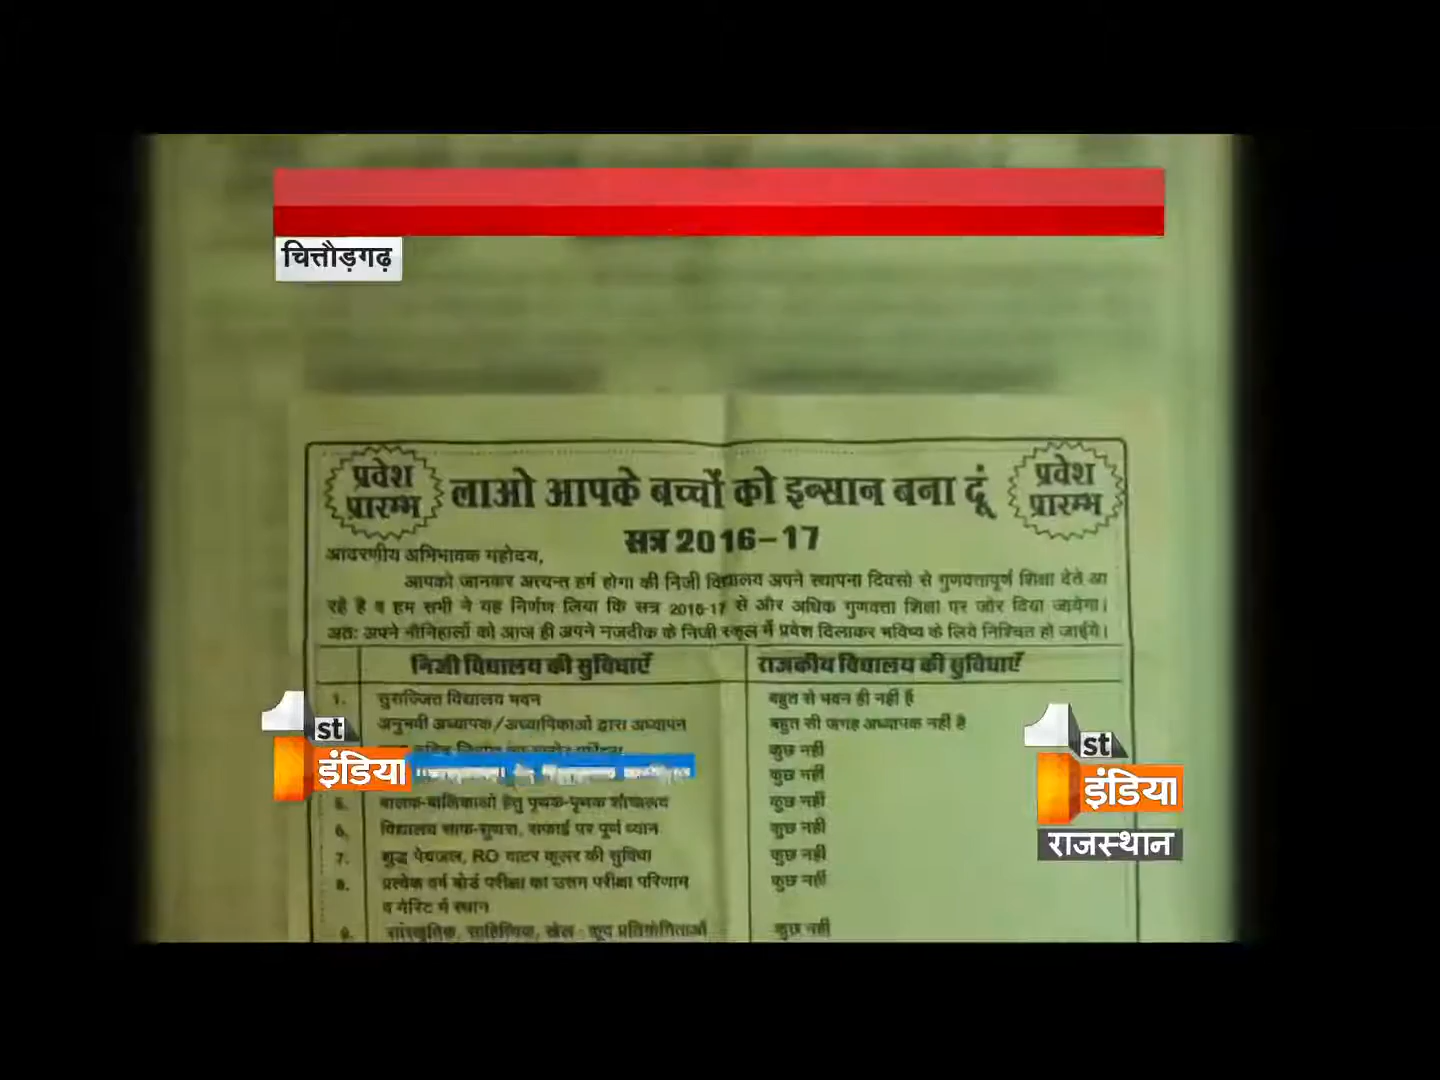 चित्तौड़गढ़
प्रवेश प्रारम्भ
लाओ आपके बच्चों को इन्सान बना दूं
प्रवेश प्रारम्भ
सत्र 2016-17
आदरणीय अभिभावक महोदय,
आपको जानकर अत्यन्त हर्ष होगा की निजी विद्यालय अपने स्थापना दिवसो से गुणवत्तापूर्ण शिक्षा देते आ
रहे है व हम सभी ने यह निर्णण लिया कि सत्र 2016-17 से और अधिक गुणवत्ता शिक्षा पर जोर दिया जायेगा।
अतः अपने नौनिहालों को आज ही अपने नजदीक के निजी स्कूल में प्रवेश दिलाकर भविष्य के लिये निश्चित हो जाईये।
निजी विद्यालय की सुविधाएँ राजकीय विद्यालय की सुविधाएँ
1. सुसज्जित विद्यालय भवन बहुत से भवन ही नहीं हैं
अनुभवी अध्यापक/अध्यापिकाओं द्वारा अध्यापन बहुत सी जगह अध्यापक नहीं है
कुछ नहीं
कुछ नहीं
5. बालक-बालिकाओं हेतु पृथक-पृथक शौचालय कुछ नहीं
6. विद्यालय साफ-सुथरा, सफाई पर पूर्ण ध्यान कुछ नहीं
7. शुद्ध पेयजल, RO वाटर कूलर की सुविधा कुछ नहीं
8. प्रत्येक वर्ष बोर्ड परीक्षा का उत्तम परीक्षा परिणाम कुछ नहीं
व मेरिट में स्थान
9. सांस्कृतिक, साहित्यिक, खेल-कूद प्रतियोगिताओं कुछ नहीं
1st
इंडिया
1st
इंडिया
राजस्थान